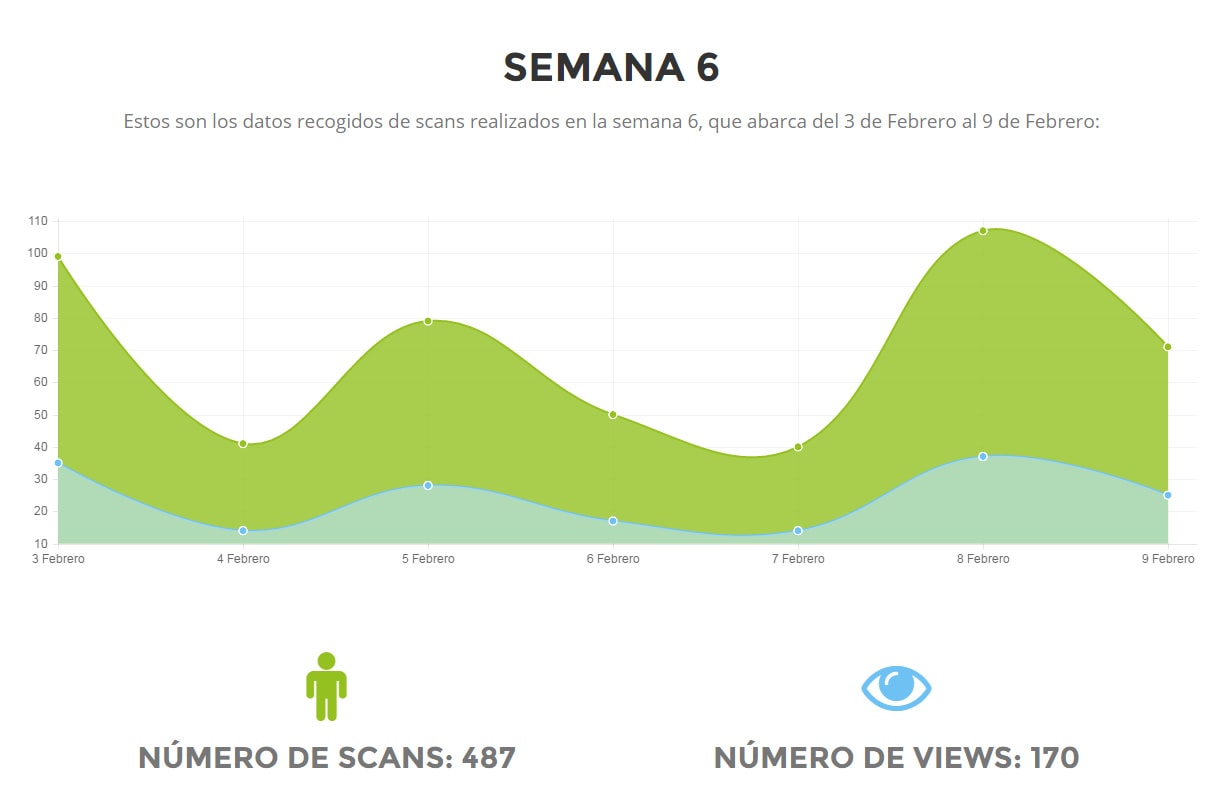 SEMANA 6
Estos son los datos recogidos de scans realizados en la semana 6, que abarca del 3 de Febrero al 9 de Febrero:
110
100
90
80
70
60
50
40
30
20
10
3 Febrero 4 Febrero 5 Febrero 6 Febrero 7 Febrero 8 Febrero 9 Febrero
NÚMERO DE SCANS: 487 NÚMERO DE VIEWS: 170